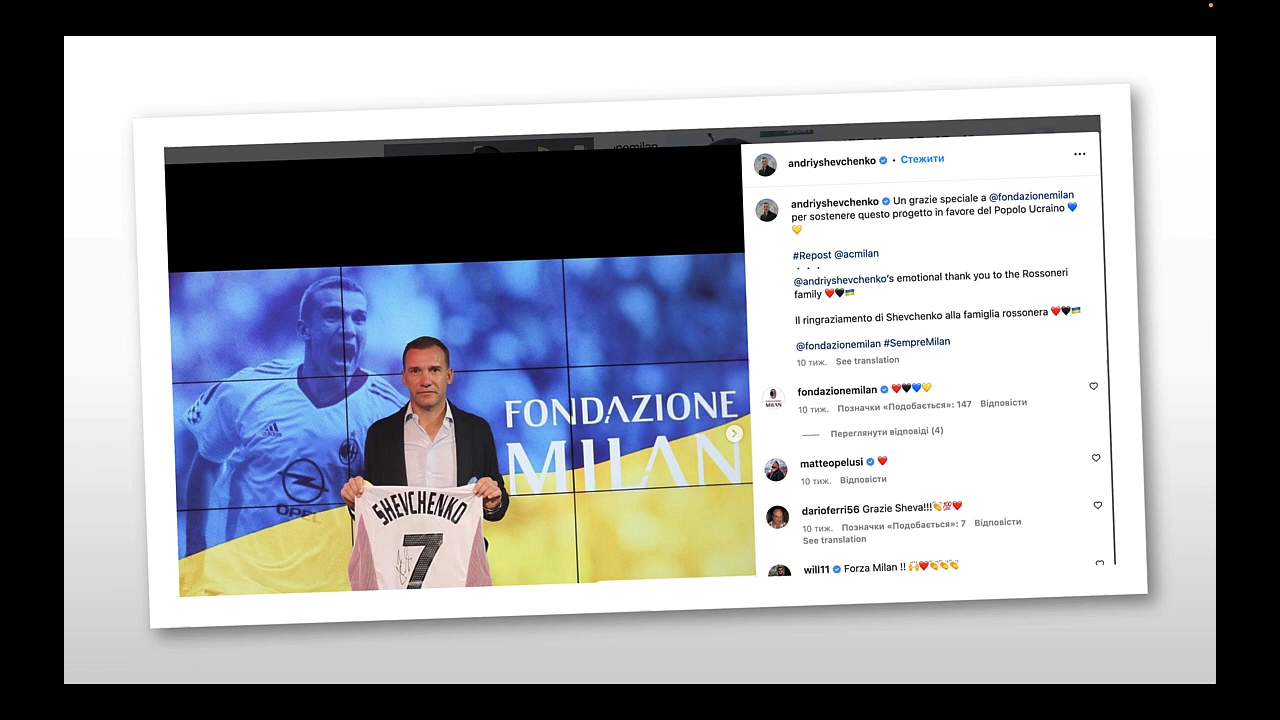 andriyshevchenko • Стежити
andriyshevchenko Un grazie speciale a @fondazionemilan
per sostenere questo progetto in favore del Popolo Ucraino 💙
💛
#Repost @acmilan
・・・
@andriyshevchenko's emotional thank you to the Rossoneri
family ❤️🖤🇺🇦
Il ringraziamento di Shevchenko alla famiglia rossonera ❤️🖤🇺🇦
@fondazionemilan #SempreMilan
10 тиж. See translation
fondazionemilan ❤️🖤💙💛
10 тиж. Позначки «Подобається»: 147 Відповісти
Переглянути відповіді (4)
matteopelusi ❤️
10 тиж. Відповісти
darioferri56 Grazie Sheva!!!👏💯❤️
10 тиж. Позначки «Подобається»: 7 Відповісти
See translation
will11 Forza Milan !! 🙌❤️👏👏👏
FONDAZIONE
MILAN
OPEL
adidas
SHEVCHENKO
7
MILAN